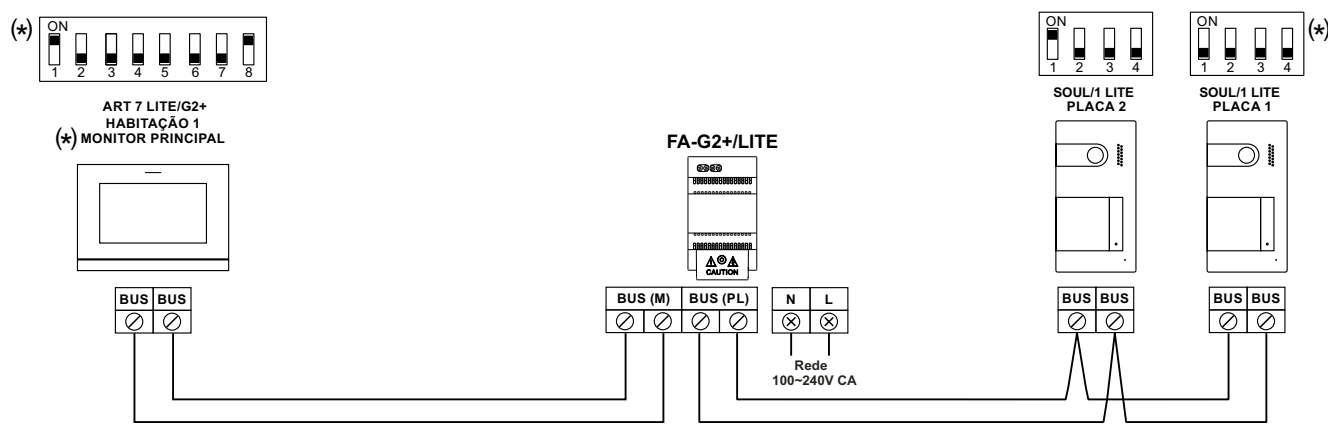 (*)
ON
1 2 3 4 5 6 7 8
ART 7 LITE/G2+
HABITAÇÃO 1
(*) MONITOR PRINCIPAL
BUS BUS
FA-G2+/LITE
CAUTION
BUS (M) BUS (PL) N L
Rede
100~240V CA
ON
1 2 3 4
SOUL/1 LITE
PLACA 2
BUS BUS
ON (*)
1 2 3 4
SOUL/1 LITE
PLACA 1
BUS BUS